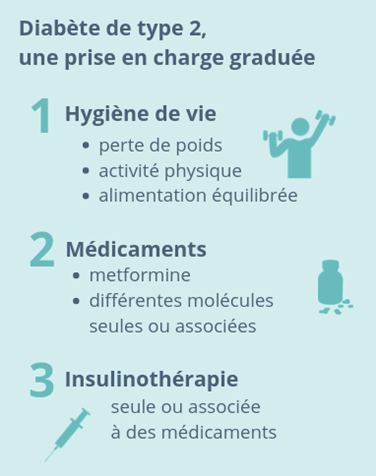 Diabète de type 2,
une prise en charge graduée
1 Hygiène de vie
• perte de poids
• activité physique
• alimentation équilibrée
2 Médicaments
• metformine
• différentes molécules
seules ou associées
3 Insulinothérapie
seule ou associée
à des médicaments